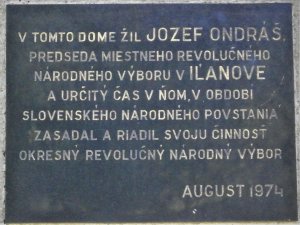 V TOMTO DOME ŽIL JOZEF ONDRÁŠ,
PREDSEDA MIESTNEHO REVOLUČNÉHO
NÁRODNÉHO VÝBORU V IĽANOVE
A URČITÝ ČAS V ŇOM, V OBDOBÍ
SLOVENSKÉHO NÁRODNÉHO POVSTANIA
ZASADAL A RIADIL SVOJU ČINNOSŤ
OKRESNÝ REVOLUČNÝ NÁRODNÝ VÝBOR
AUGUST 1974